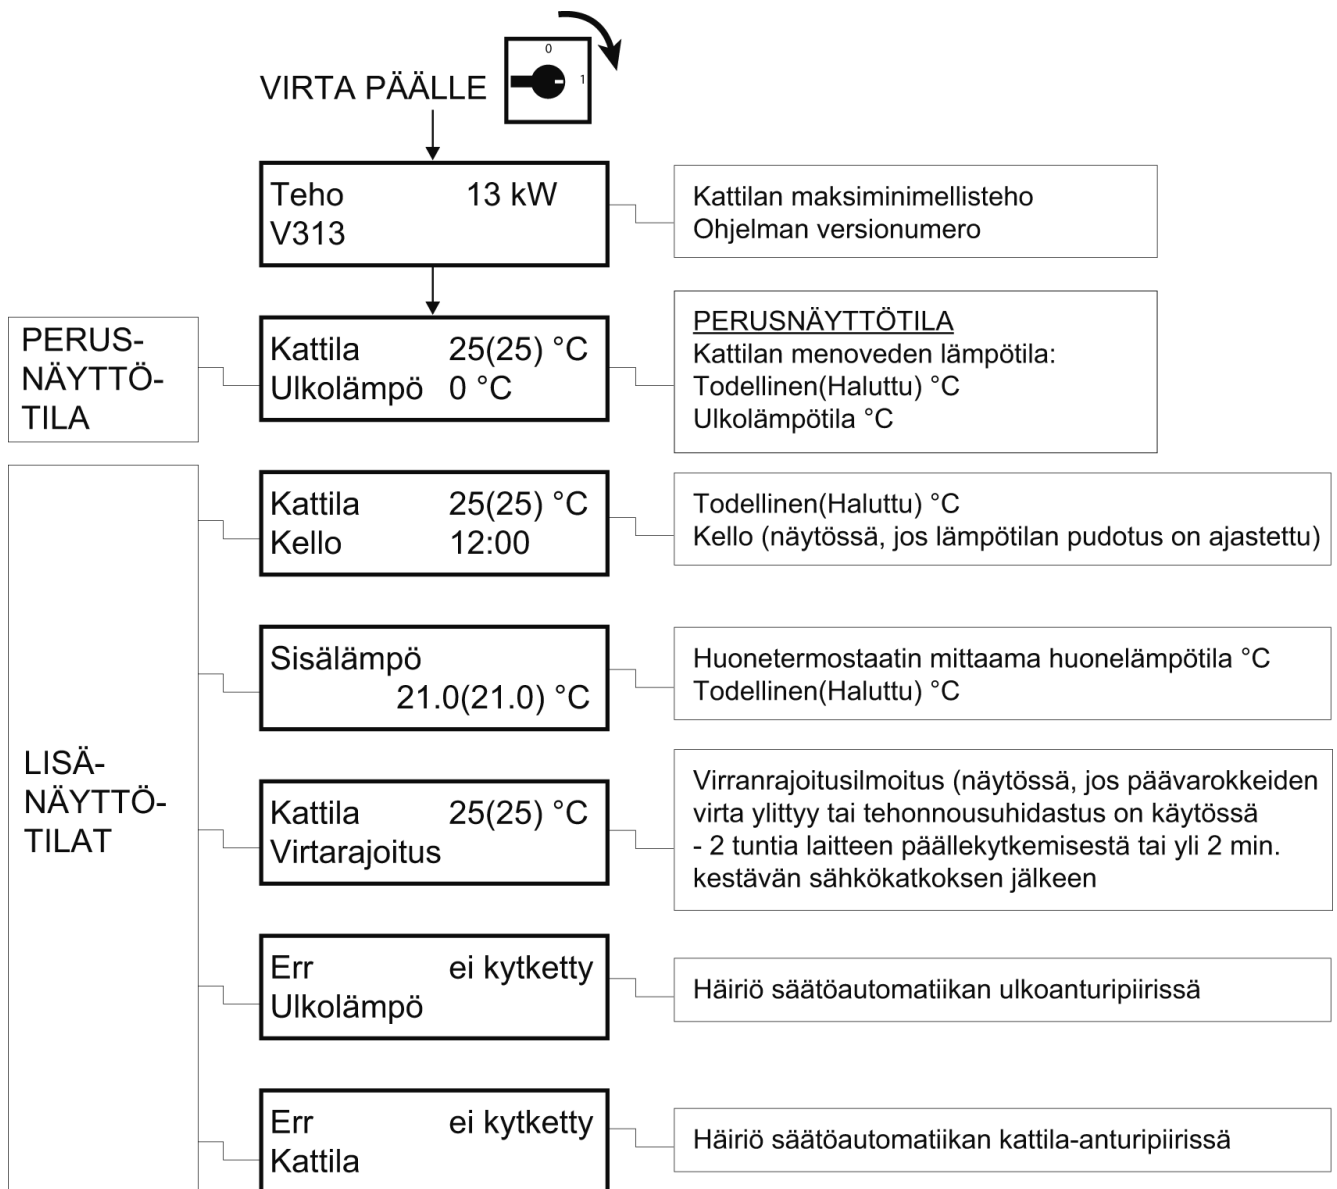 0
1
VIRTA PÄÄLLE
Teho 13 kW
V313
Kattilan maksiminimellisteho
Ohjelman versionumero
PERUS-
NÄYTTÖ-
TILA
Kattila 25(25) °C
Ulkolämpö 0 °C
PERUSNÄYTTÖTILA
Kattilan menoveden lämpötila:
Todellinen(Haluttu) °C
Ulkolämpötila °C
LISÄ-
NÄYTTÖ-
TILAT
Kattila 25(25) °C
Kello 12:00
Todellinen(Haluttu) °C
Kello (näytössä, jos lämpötilan pudotus on ajastettu)
Sisälämpö
21.0(21.0) °C
Huonetermostaatin mittaama huonelämpötila °C
Todellinen(Haluttu) °C
Kattila 25(25) °C
Virtarajoitus
Virranrajoitusilmoitus (näytössä, jos päävarokkeiden
virta ylittyy tai tehonnousuhidastus on käytössä
- 2 tuntia laitteen päällekytkemisestä tai yli 2 min.
kestävän sähkökatkoksen jälkeen
Err ei kytketty
Ulkolämpö
Häiriö säätöautomatiikan ulkoanturipiirissä
Err ei kytketty
Kattila
Häiriö säätöautomatiikan kattila-anturipiirissä